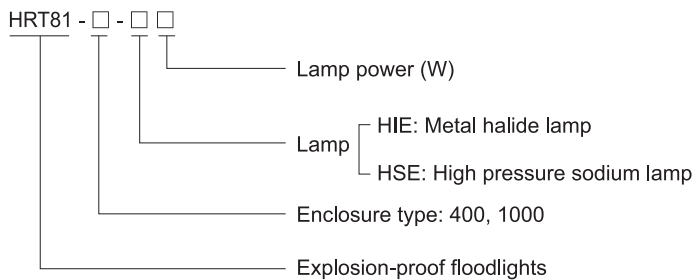 HRT81 - □ - □ □
Lamp power (W)
HIE: Metal halide lamp
Lamp
HSE: High pressure sodium lamp
Enclosure type: 400, 1000
Explosion-proof floodlights